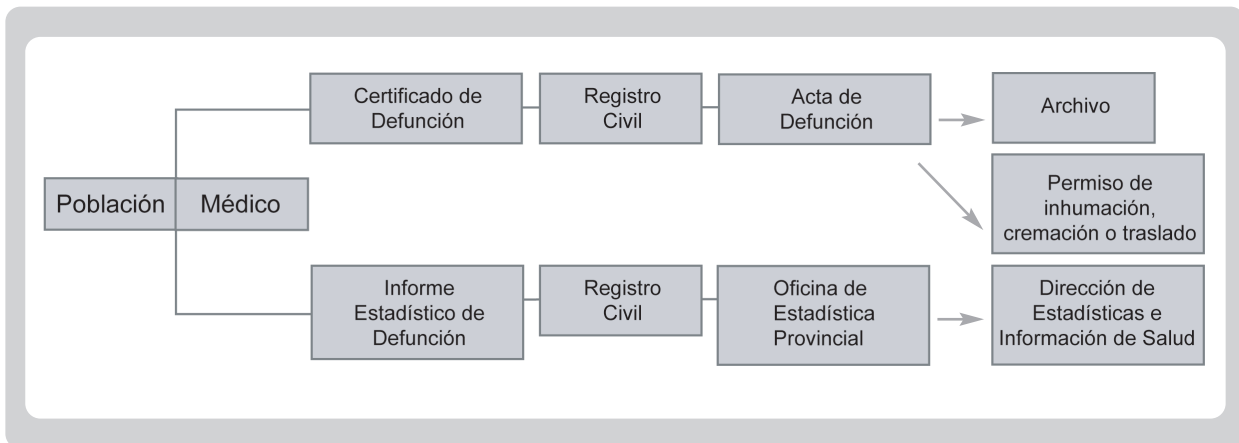 Población
Médico
Certificado de
Defunción
Registro
Civil
Acta de
Defunción
Archivo
Permiso de
inhumación,
cremación o traslado
Informe
Estadístico de
Defunción
Registro
Civil
Oficina de
Estadística
Provincial
Dirección de
Estadísticas e
Información de Salud